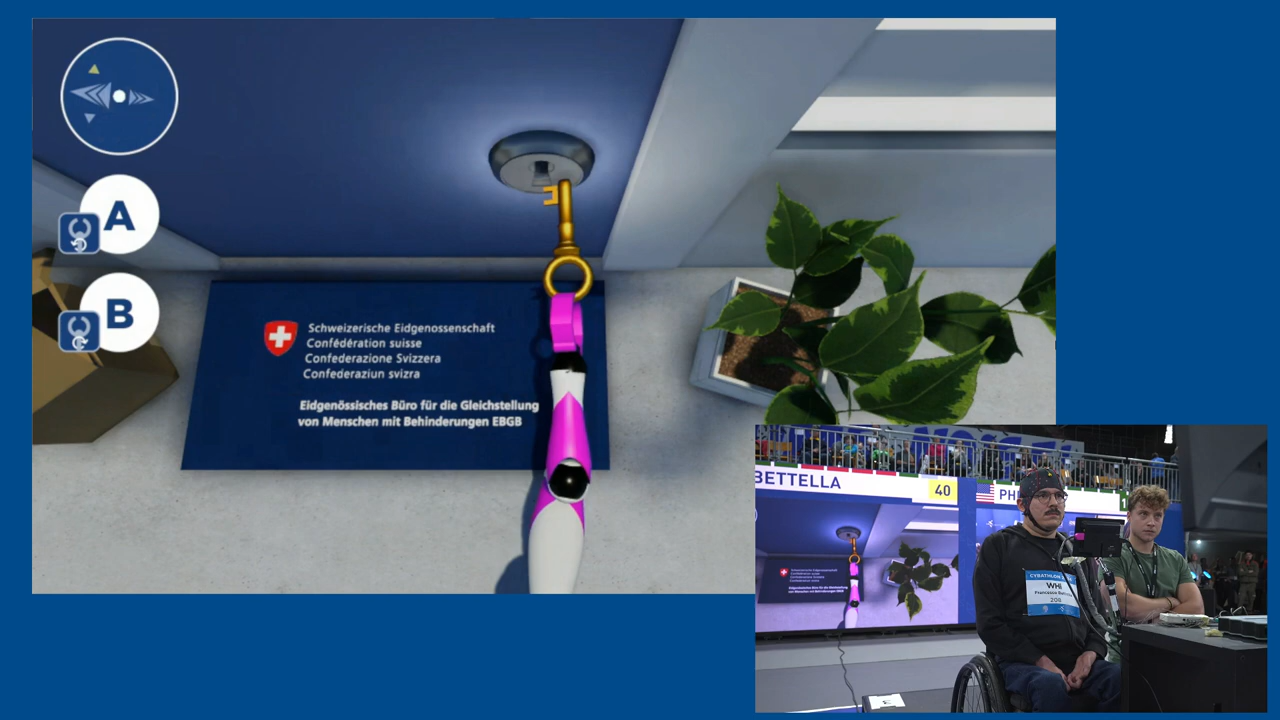 A
B
Schweizerische Eidgenossenschaft
Confédération suisse
Confederazione Svizzera
Confederaziun svizra
Eidgenössisches Büro für die Gleichstellung
von Menschen mit Behinderungen EBGB
BETTELLA
40
CYBATHLON
WHI
208